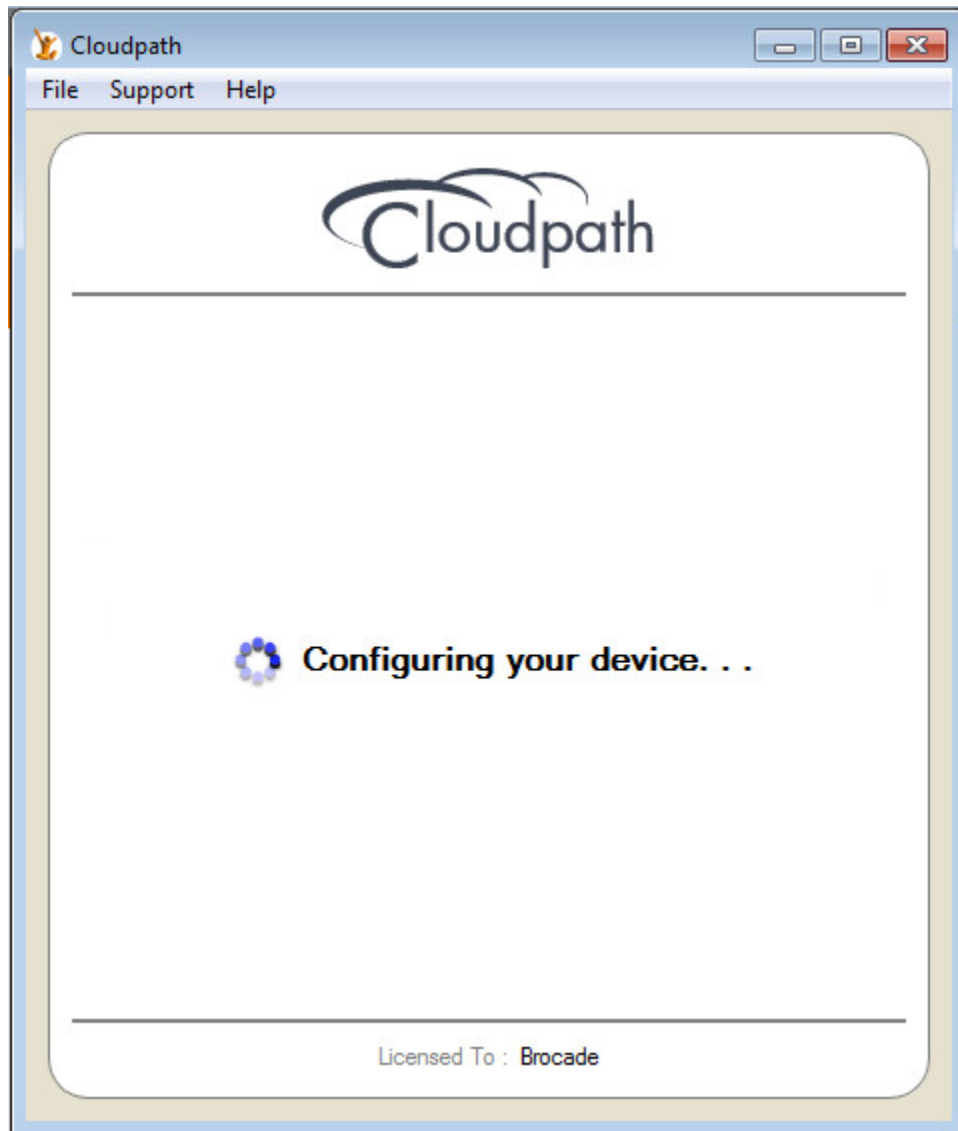 Cloudpath
File Support Help
Cloudpath
Configuring your device. . .
Licensed To : Brocade